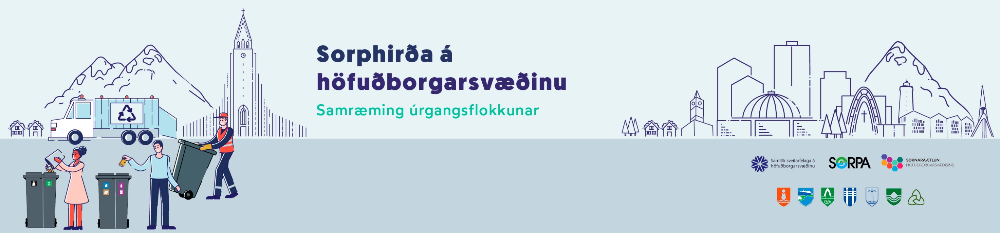 Sorphirða á
höfuðborgarsvæðinu
Samræming úrgangsflokkunar
Samtök sveitarfélaga á
höfuðborgarsvæðinu
SORPA
SÓKNARÁÆTLUN
HÖFUÐBORGARSVÆÐISINS